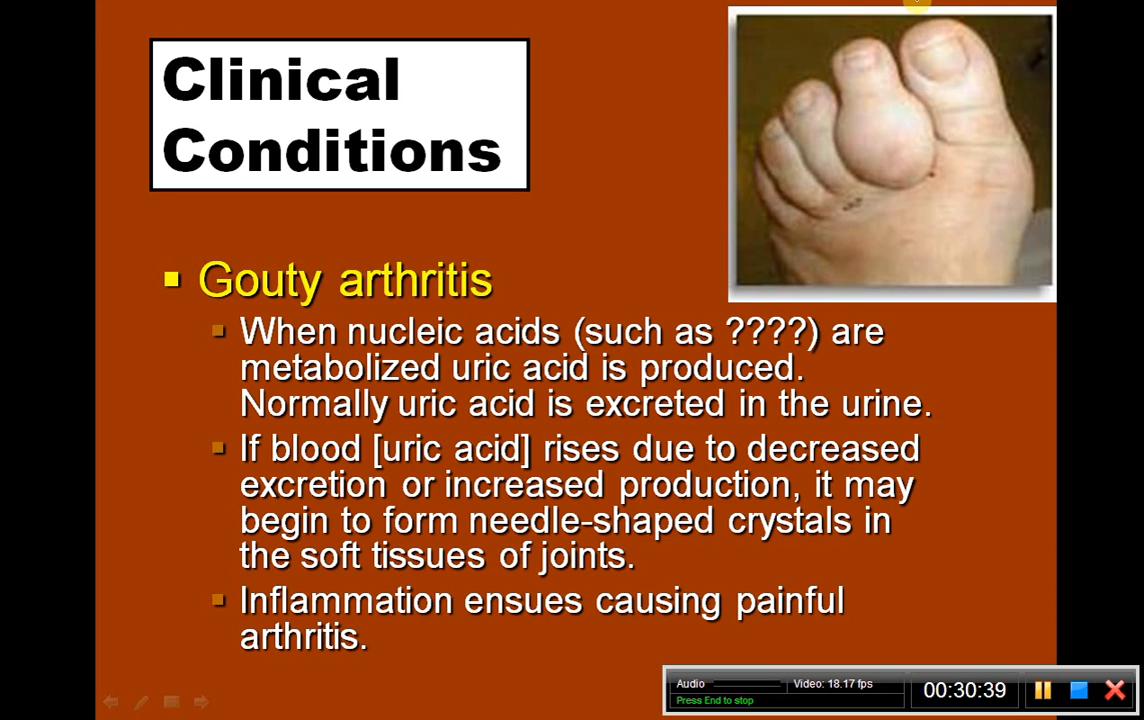 Clinical
Conditions
Gouty arthritis
When nucleic acids (such as ????) are
metabolized uric acid is produced.
Normally uric acid is excreted in the urine.
If blood [uric acid] rises due to decreased
excretion or increased production, it may
begin to form needle-shaped crystals in
the soft tissues of joints.
Inflammation ensues causing painful
arthritis.
Audio
Video: 18.17 fps
Press End to stop
00:30:39